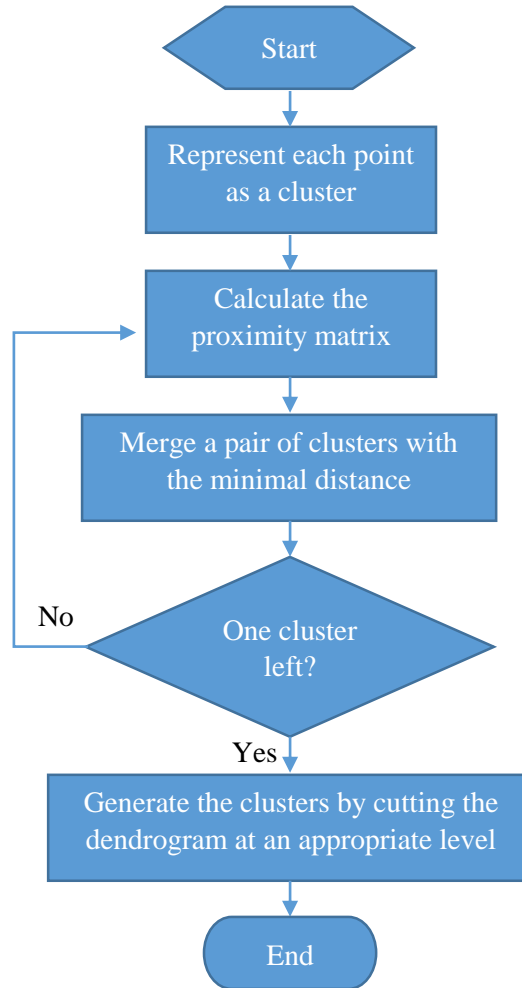 Start
Represent each point
as a cluster
Calculate the
proximity matrix
Merge a pair of clusters with
the minimal distance
No
One cluster
left?
Yes
Generate the clusters by cutting the
dendrogram at an appropriate level
End